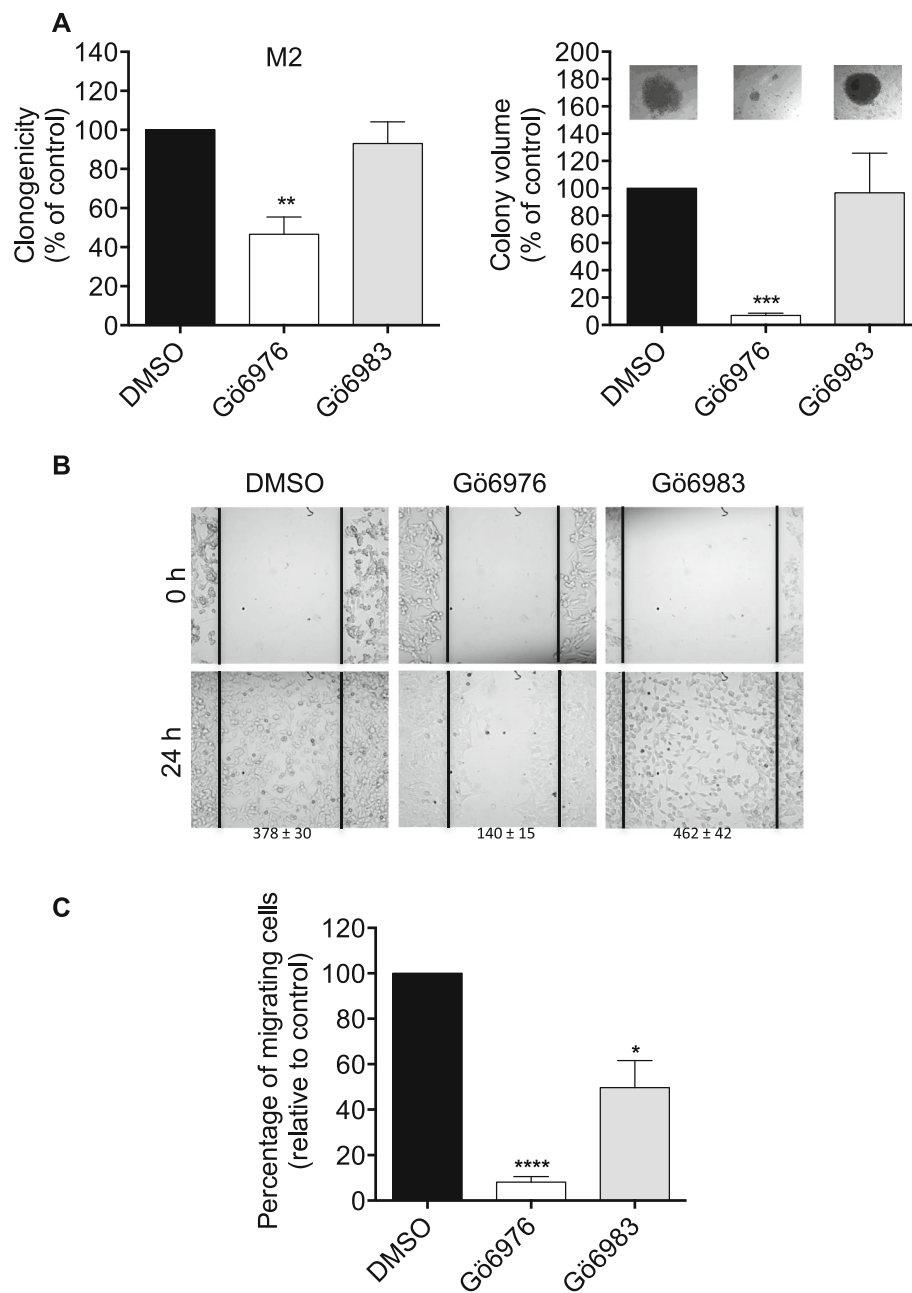 A
M2
Clonogenicity
(% of control)
140
120
100
80
60
40
20
0
**
DMSO
Gö6976
Gö6983
Colony volume
(% of control)
200
180
160
140
120
100
80
60
40
20
0
***
DMSO
Gö6976
Gö6983
B
DMSO
Gö6976
Gö6983
0 h
24 h
378 ± 30
140 ± 15
462 ± 42
C
Percentage of migrating cells
(relative to control)
120
100
80
60
40
20
0
****
*
DMSO
Gö6976
Gö6983